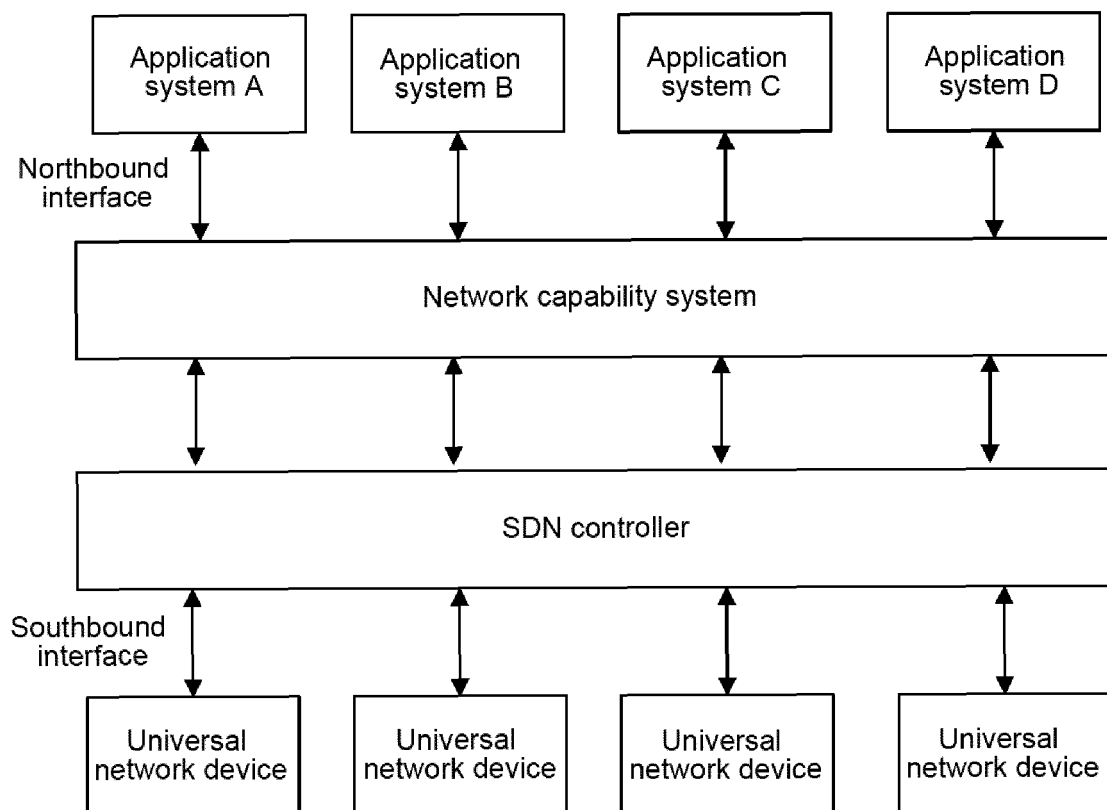 Application
system A
Application
system B
Application
system C
Application
system D
Northbound
interface
Network capability system
SDN controller
Southbound
interface
Universal
network device
Universal
network device
Universal
network device
Universal
network device